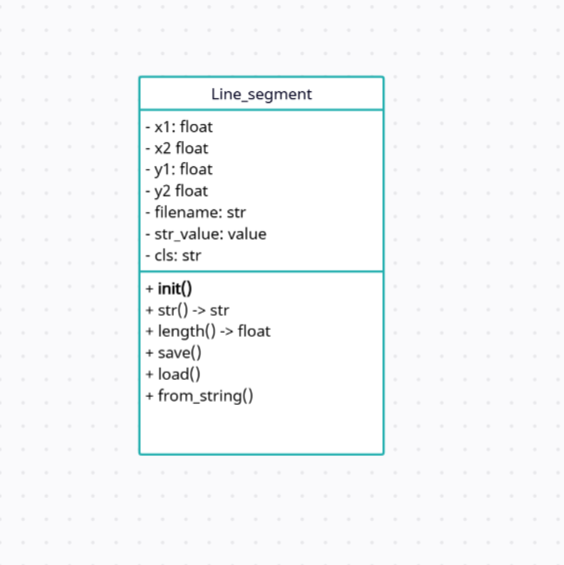 Line_segment
- x1: float
- x2 float
- y1: float
- y2 float
- filename: str
- str_value: value
- cls: str
+ init()
+ str() -> str
+ length() -> float
+ save()
+ load()
+ from_string()